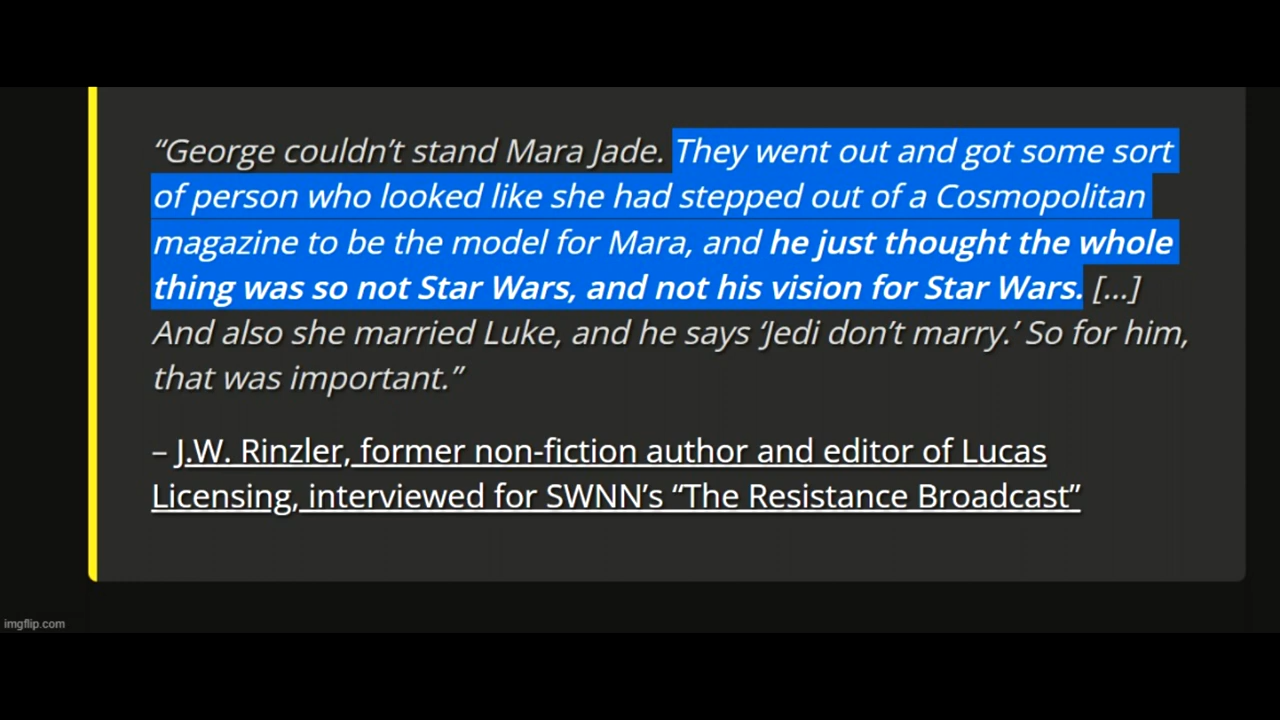 “George couldn’t stand Mara Jade. They went out and got some sort
of person who looked like she had stepped out of a Cosmopolitan
magazine to be the model for Mara, and he just thought the whole
thing was so not Star Wars, and not his vision for Star Wars. [...]
And also she married Luke, and he says ‘Jedi don’t marry.’ So for him,
that was important.”
– J.W. Rinzler, former non-fiction author and editor of Lucas
Licensing, interviewed for SWNN’s “The Resistance Broadcast”
imgflip.com